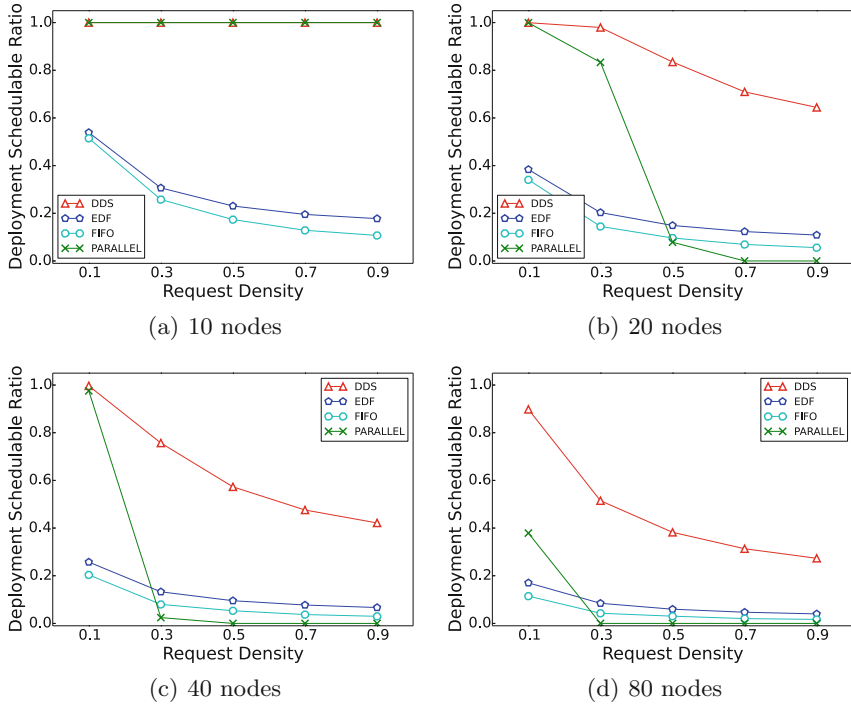 Deployment Schedulable Ratio
1.0
0.8
0.6
0.4
0.2
0.0
DDS
EDF
FIFO
PARALLEL
0.1 0.3 0.5 0.7 0.9
Request Density
(a) 10 nodes
Deployment Schedulable Ratio
1.0
0.8
0.6
0.4
0.2
0.0
DDS
EDF
FIFO
PARALLEL
0.1 0.3 0.5 0.7 0.9
Request Density
(b) 20 nodes
Deployment Schedulable Ratio
1.0
0.8
0.6
0.4
0.2
0.0
DDS
EDF
FIFO
PARALLEL
0.1 0.3 0.5 0.7 0.9
Request Density
(c) 40 nodes
Deployment Schedulable Ratio
1.0
0.8
0.6
0.4
0.2
0.0
DDS
EDF
FIFO
PARALLEL
0.1 0.3 0.5 0.7 0.9
Request Density
(d) 80 nodes